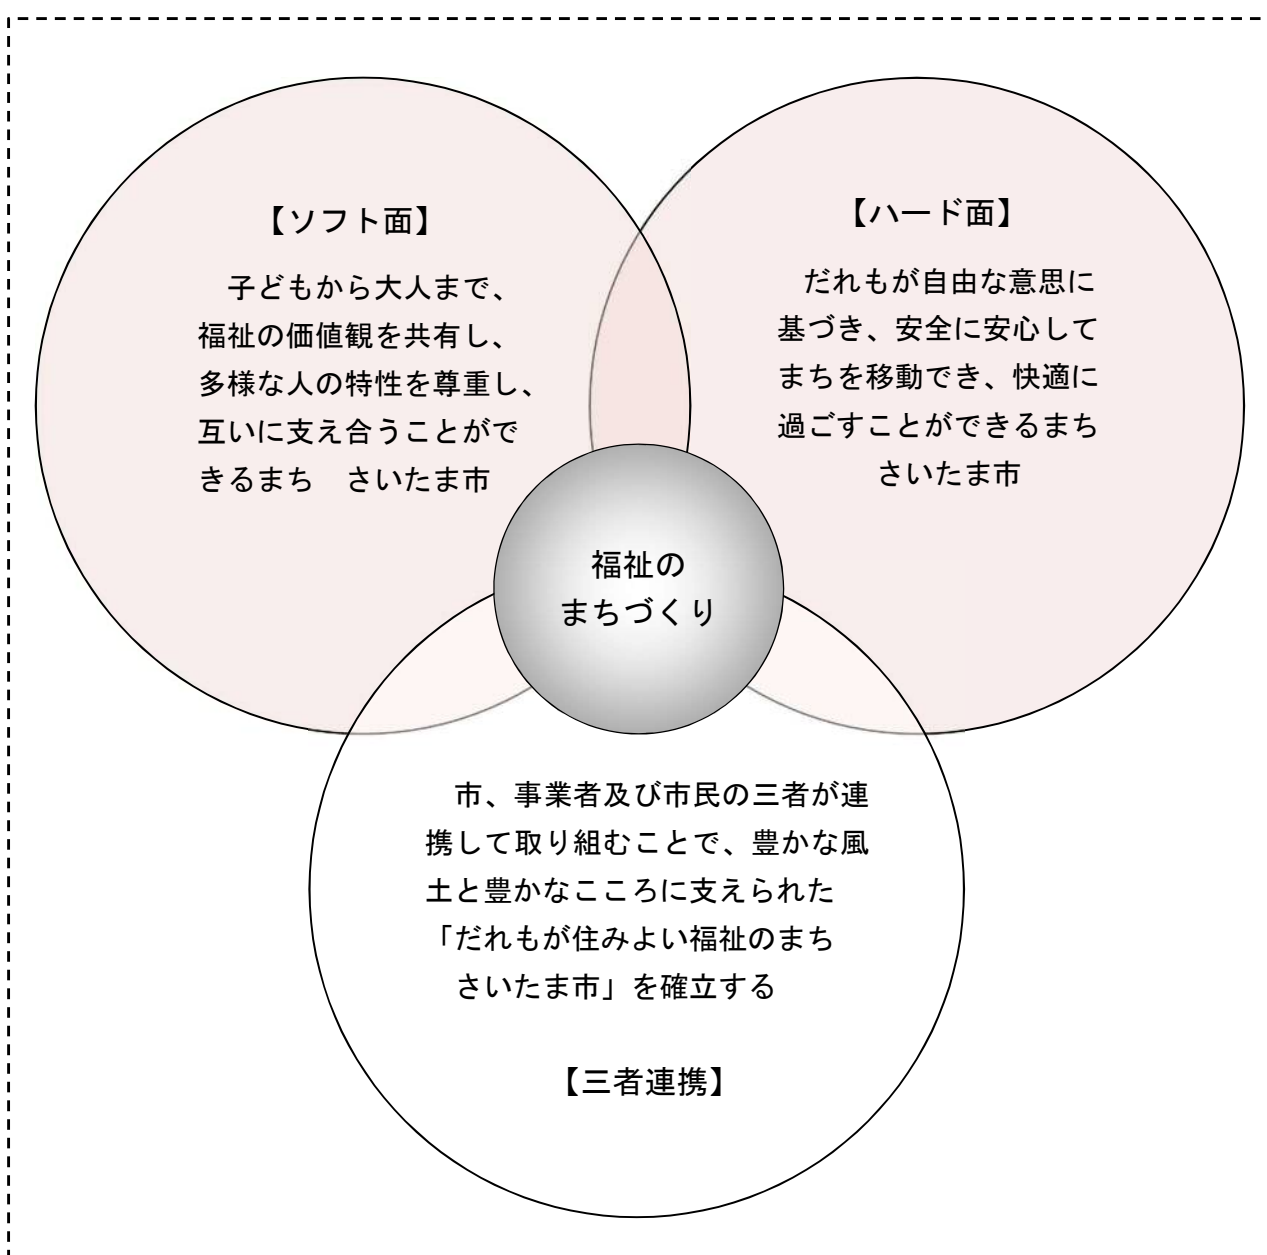 【ソフト面】
　子どもから大人まで、
福祉の価値観を共有し、
多様な人の特性を尊重し、
互いに支え合うことがで
きるまち　さいたま市
【ハード面】
だれもが自由な意思に
基づき、安全に安心して
まちを移動でき、快適に
過ごすことができるまち
さいたま市
福祉の
まちづくり
　市、事業者及び市民の三者が連
携して取り組むことで、豊かな風
土と豊かなこころに支えられた
「だれもが住みよい福祉のまち
　さいたま市」を確立する
【三者連携】